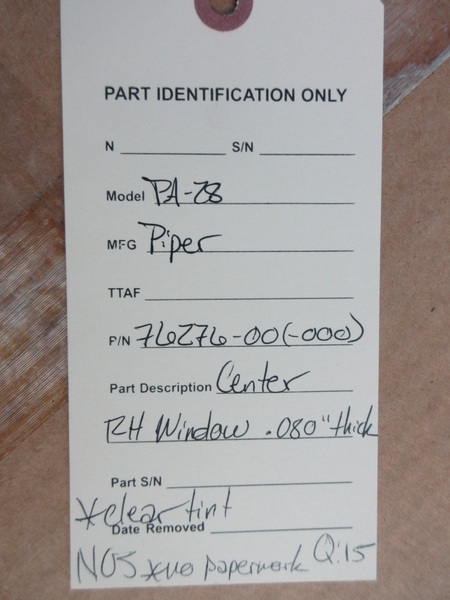 PART IDENTIFICATION ONLY
N S/N
Model PA-28
MFG Piper
TTAF
P/N 76276-00(-000)
Part Description Center
RH Window .080" thick
Part S/N
*clear tint
Date Removed
NOS *no paperwork Q:15